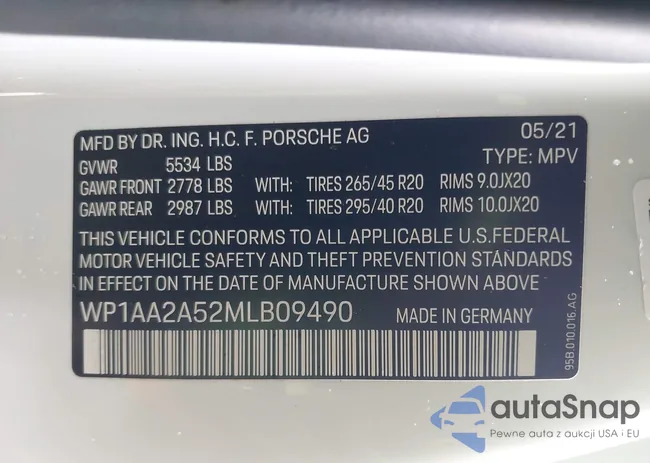 MFD BY DR. ING. H.C. F. PORSCHE AG 05/21
GVWR 5534 LBS TYPE: MPV
GAWR FRONT 2778 LBS WITH: TIRES 265/45 R20 RIMS 9.0JX20
GAWR REAR 2987 LBS WITH: TIRES 295/40 R20 RIMS 10.0JX20
THIS VEHICLE CONFORMS TO ALL APPLICABLE U.S.FEDERAL
MOTOR VEHICLE SAFETY AND THEFT PREVENTION STANDARDS
IN EFFECT ON THE DATE OF MANUFACTURE SHOWN ABOVE
WP1AA2A52MLB09490 MADE IN GERMANY
95B.010.016.AG
autaSnap
Pewne auta z aukcji USA i EU